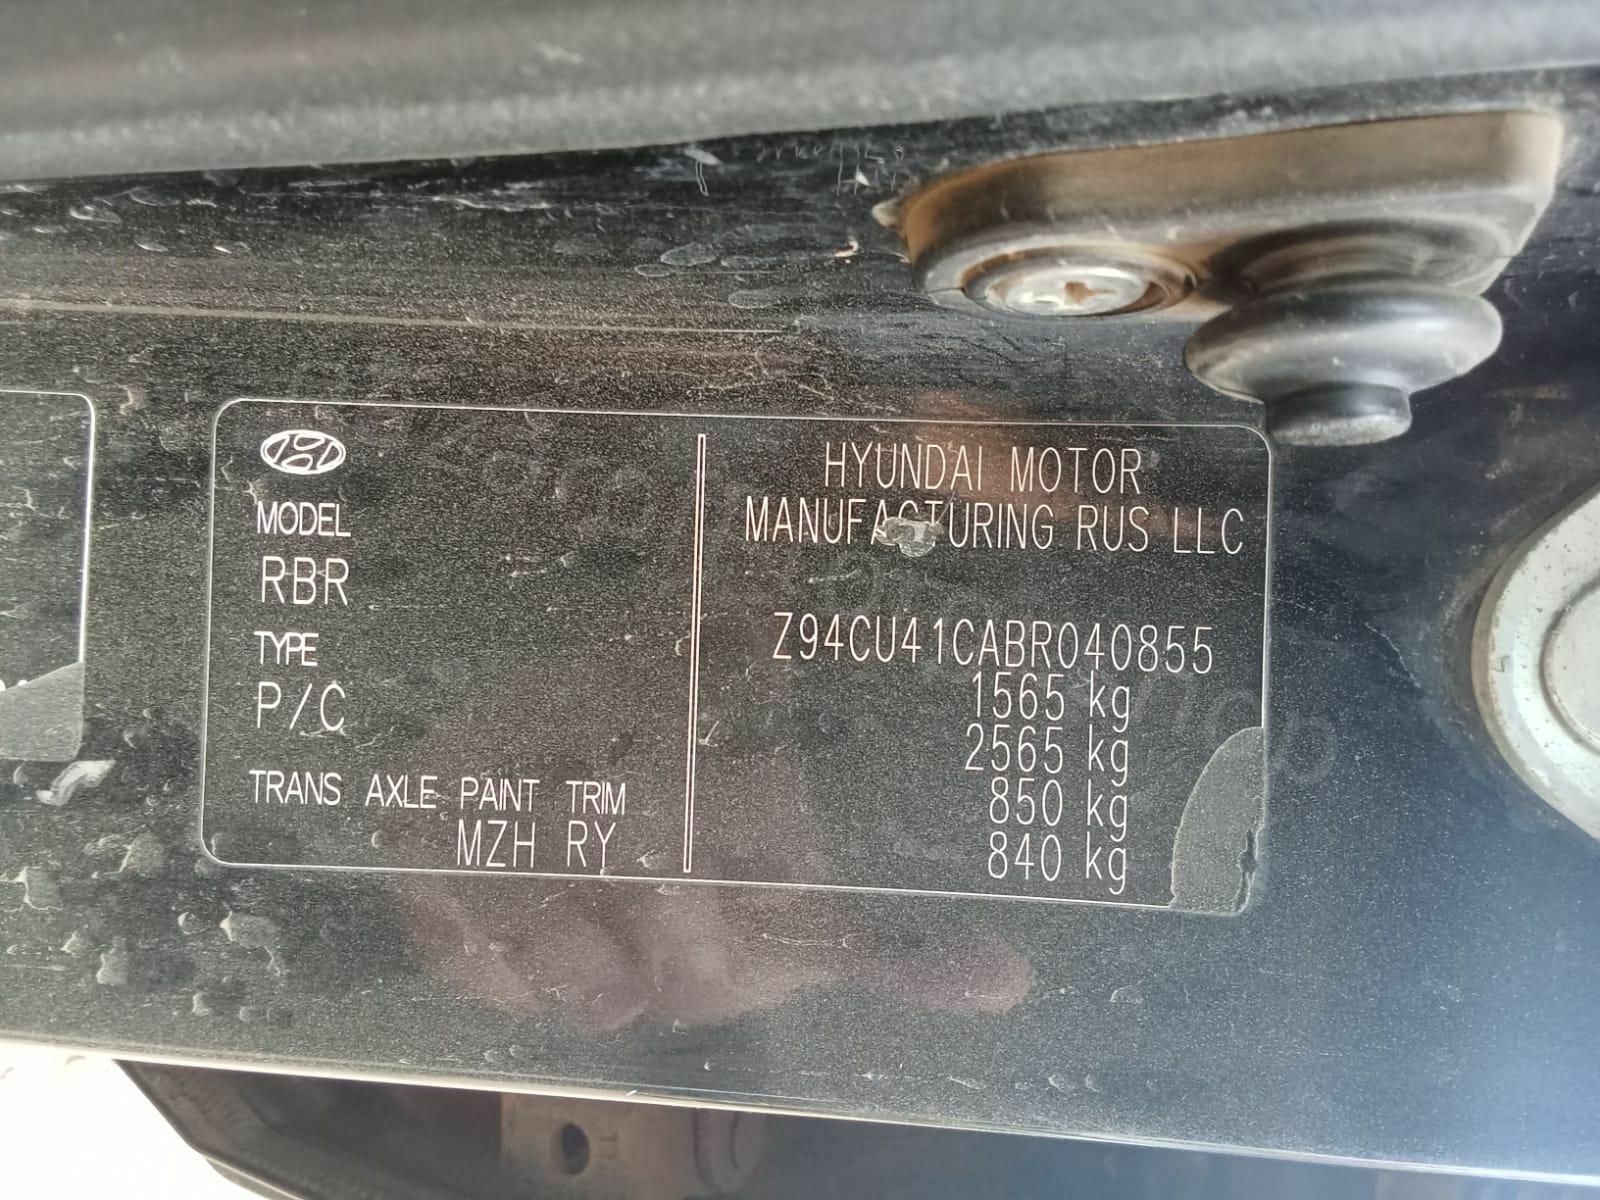 MODEL
RBR
TYPE
P/C
TRANS AXLE PAINT TRIM
MZH RY
HYUNDAI MOTOR
MANUFACTURING RUS LLC
Z94CU41CABR040855
1565 kg
2565 kg
850 kg
840 kg